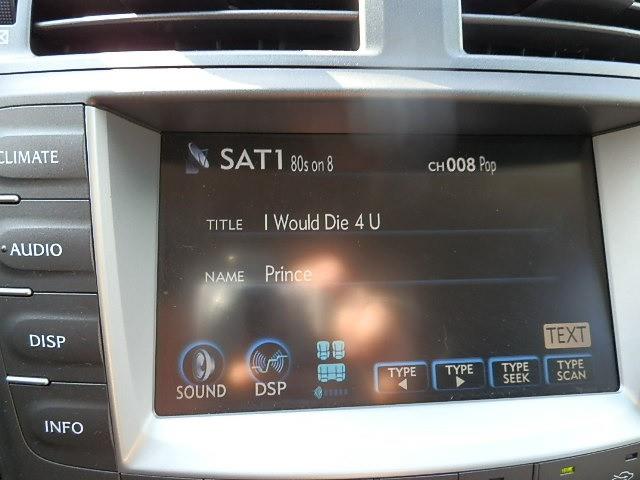 CLIMATE
AUDIO
DISP
INFO
SAT1 80s on 8 CH008 Pop
TITLE I Would Die 4 U
NAME Prince
TEXT
SOUND DSP TYPE TYPE TYPE SEEK TYPE SCAN